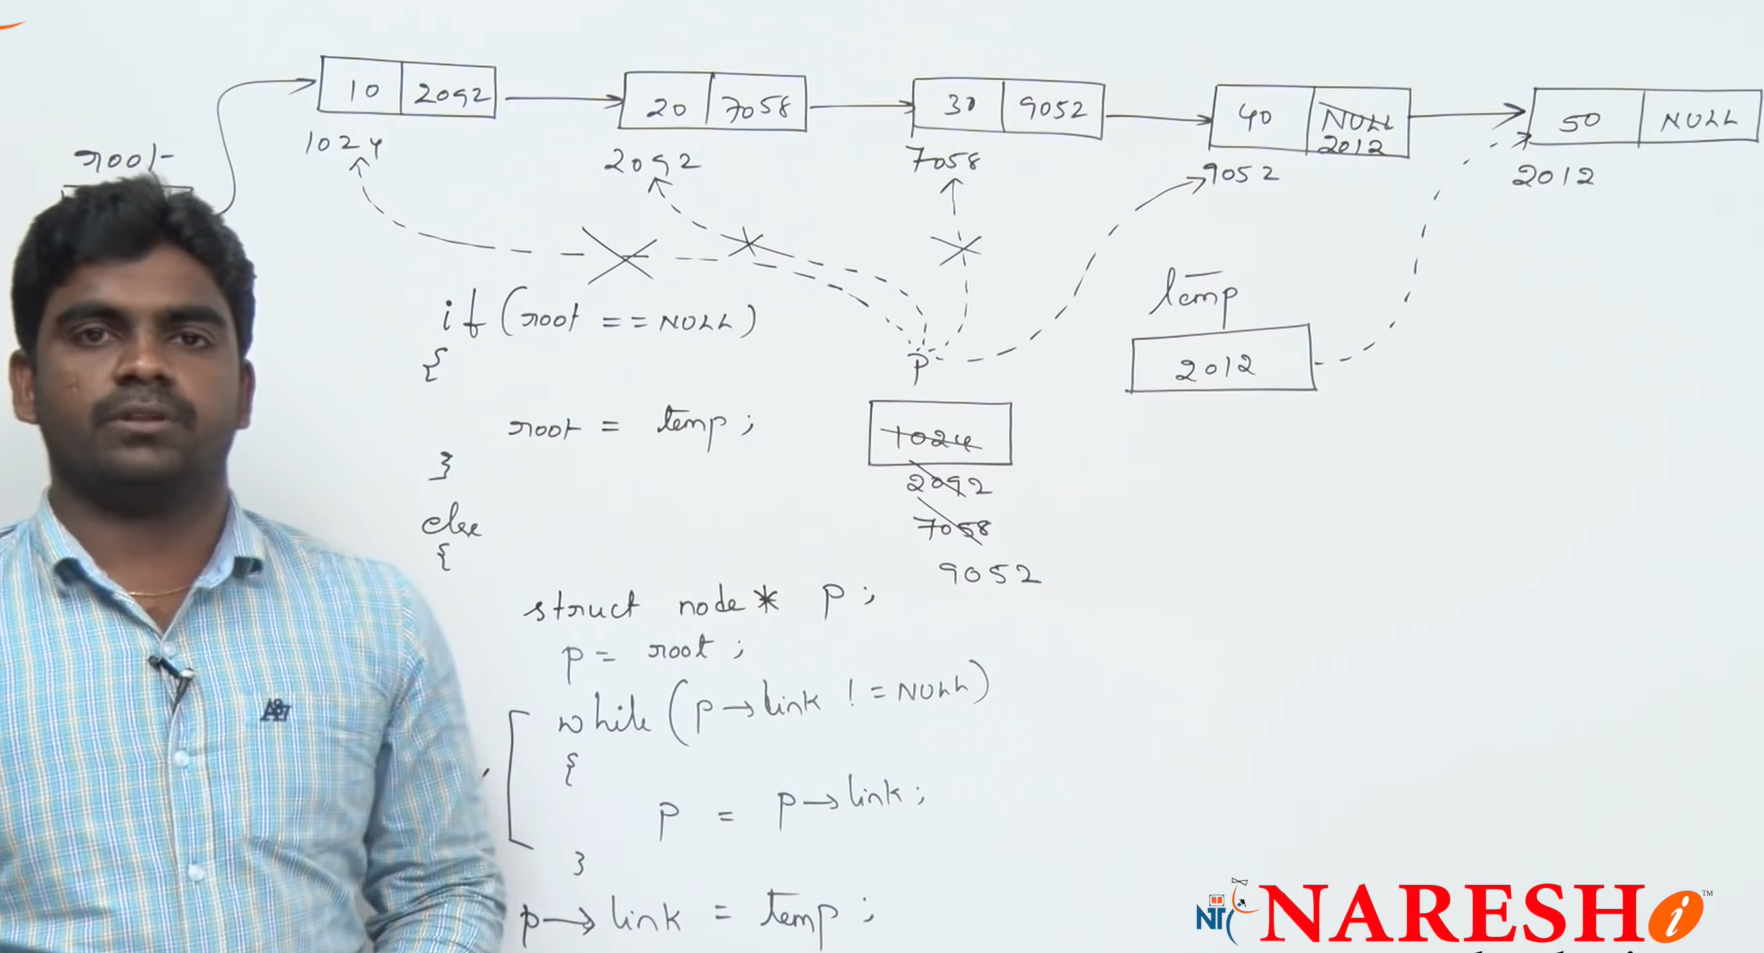 root
10 2092
20 7058
30 9052
40 NULL 2012
50 NULL
1024
2092
7058
9052
2012
if (root == NULL)
{
root = temp;
}
else
{
struct node* p;
p = root;
while (p→link != NULL)
{
p = p→link;
}
p→link = temp;
P
1024
2092
7058
9052
temp
2012
NARESH i ™